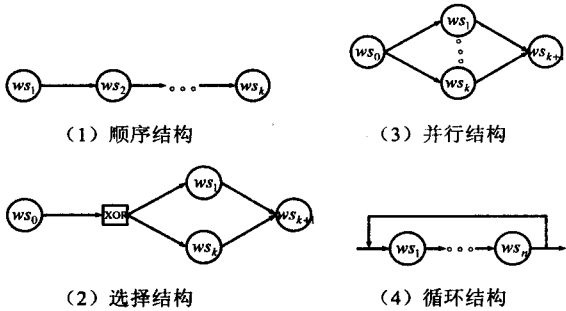 ws₁ ws₂ wsₖ
(1) 顺序结构
ws₀ ws₁ wsₖ wsₖ₊₁
(3) 并行结构
ws₀ XOR ws₁ wsₖ wsₖ₊₁
(2) 选择结构
ws₁ wsₙ
(4) 循环结构